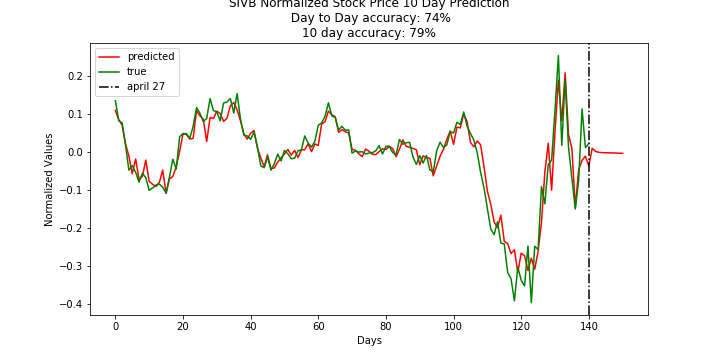 SIVB Normalized Stock Price 10 Day Prediction
Day to Day accuracy: 74%
10 day accuracy: 79%
predicted
true
april 27
Normalized Values
0.2
0.1
0.0
−0.1
−0.2
−0.3
−0.4
0 20 40 60 80 100 120 140
Days